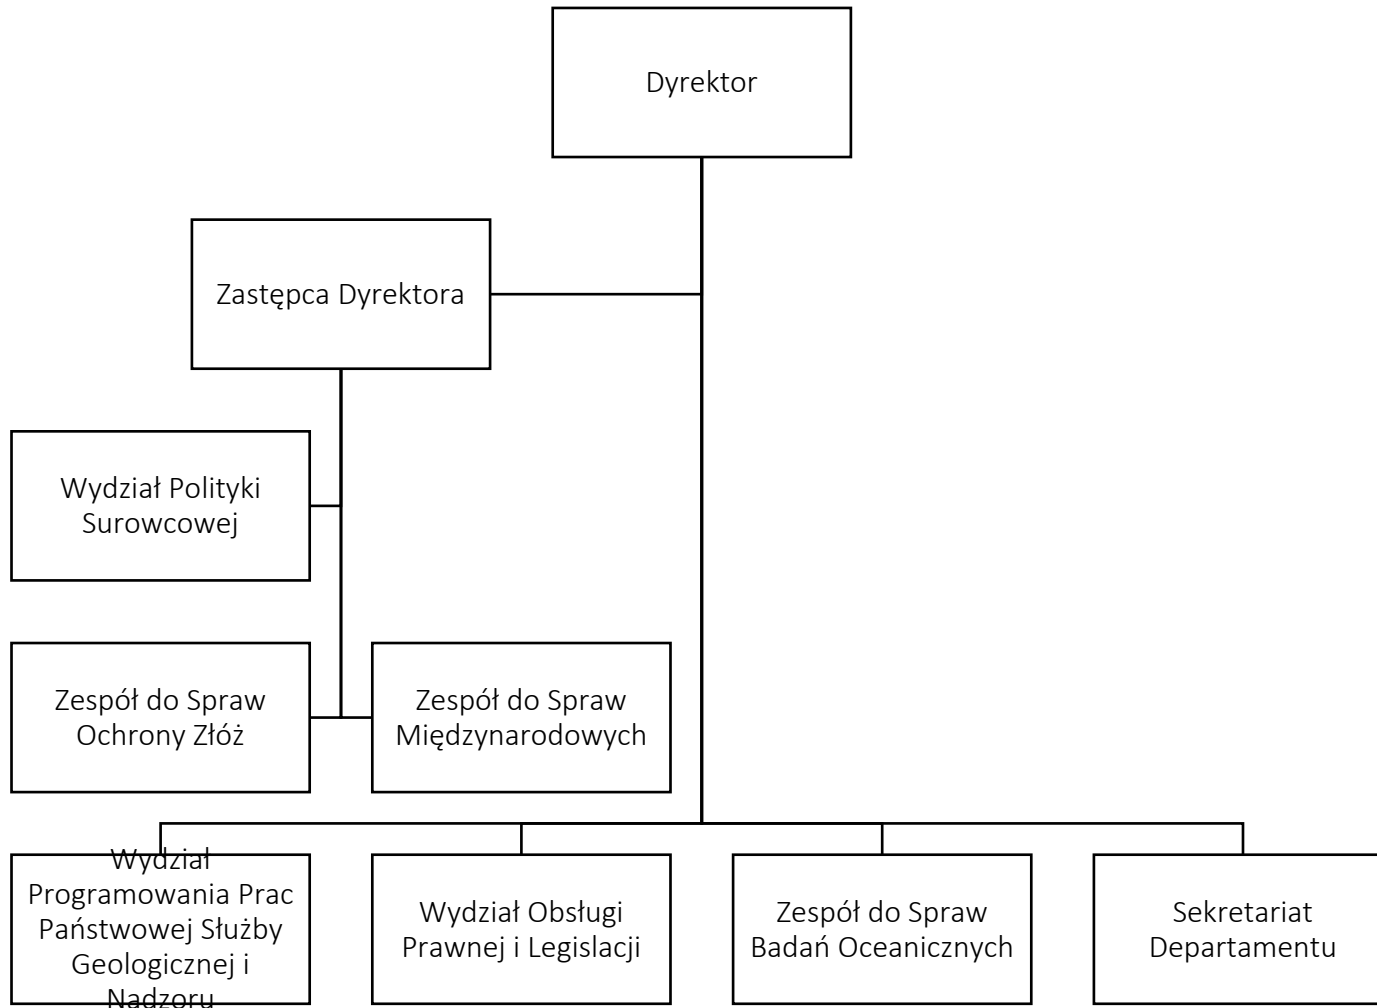 Dyrektor
Zastępca Dyrektora
Wydział Polityki
Surowcowej
Zespół do Spraw
Ochrony Złóż
Zespół do Spraw
Międzynarodowych
Wydział
Programowania Prac
Państwowej Służby
Geologicznej i
Nadzoru
Wydział Obsługi
Prawnej i Legislacji
Zespół do Spraw
Badań Oceanicznych
Sekretariat
Departamentu